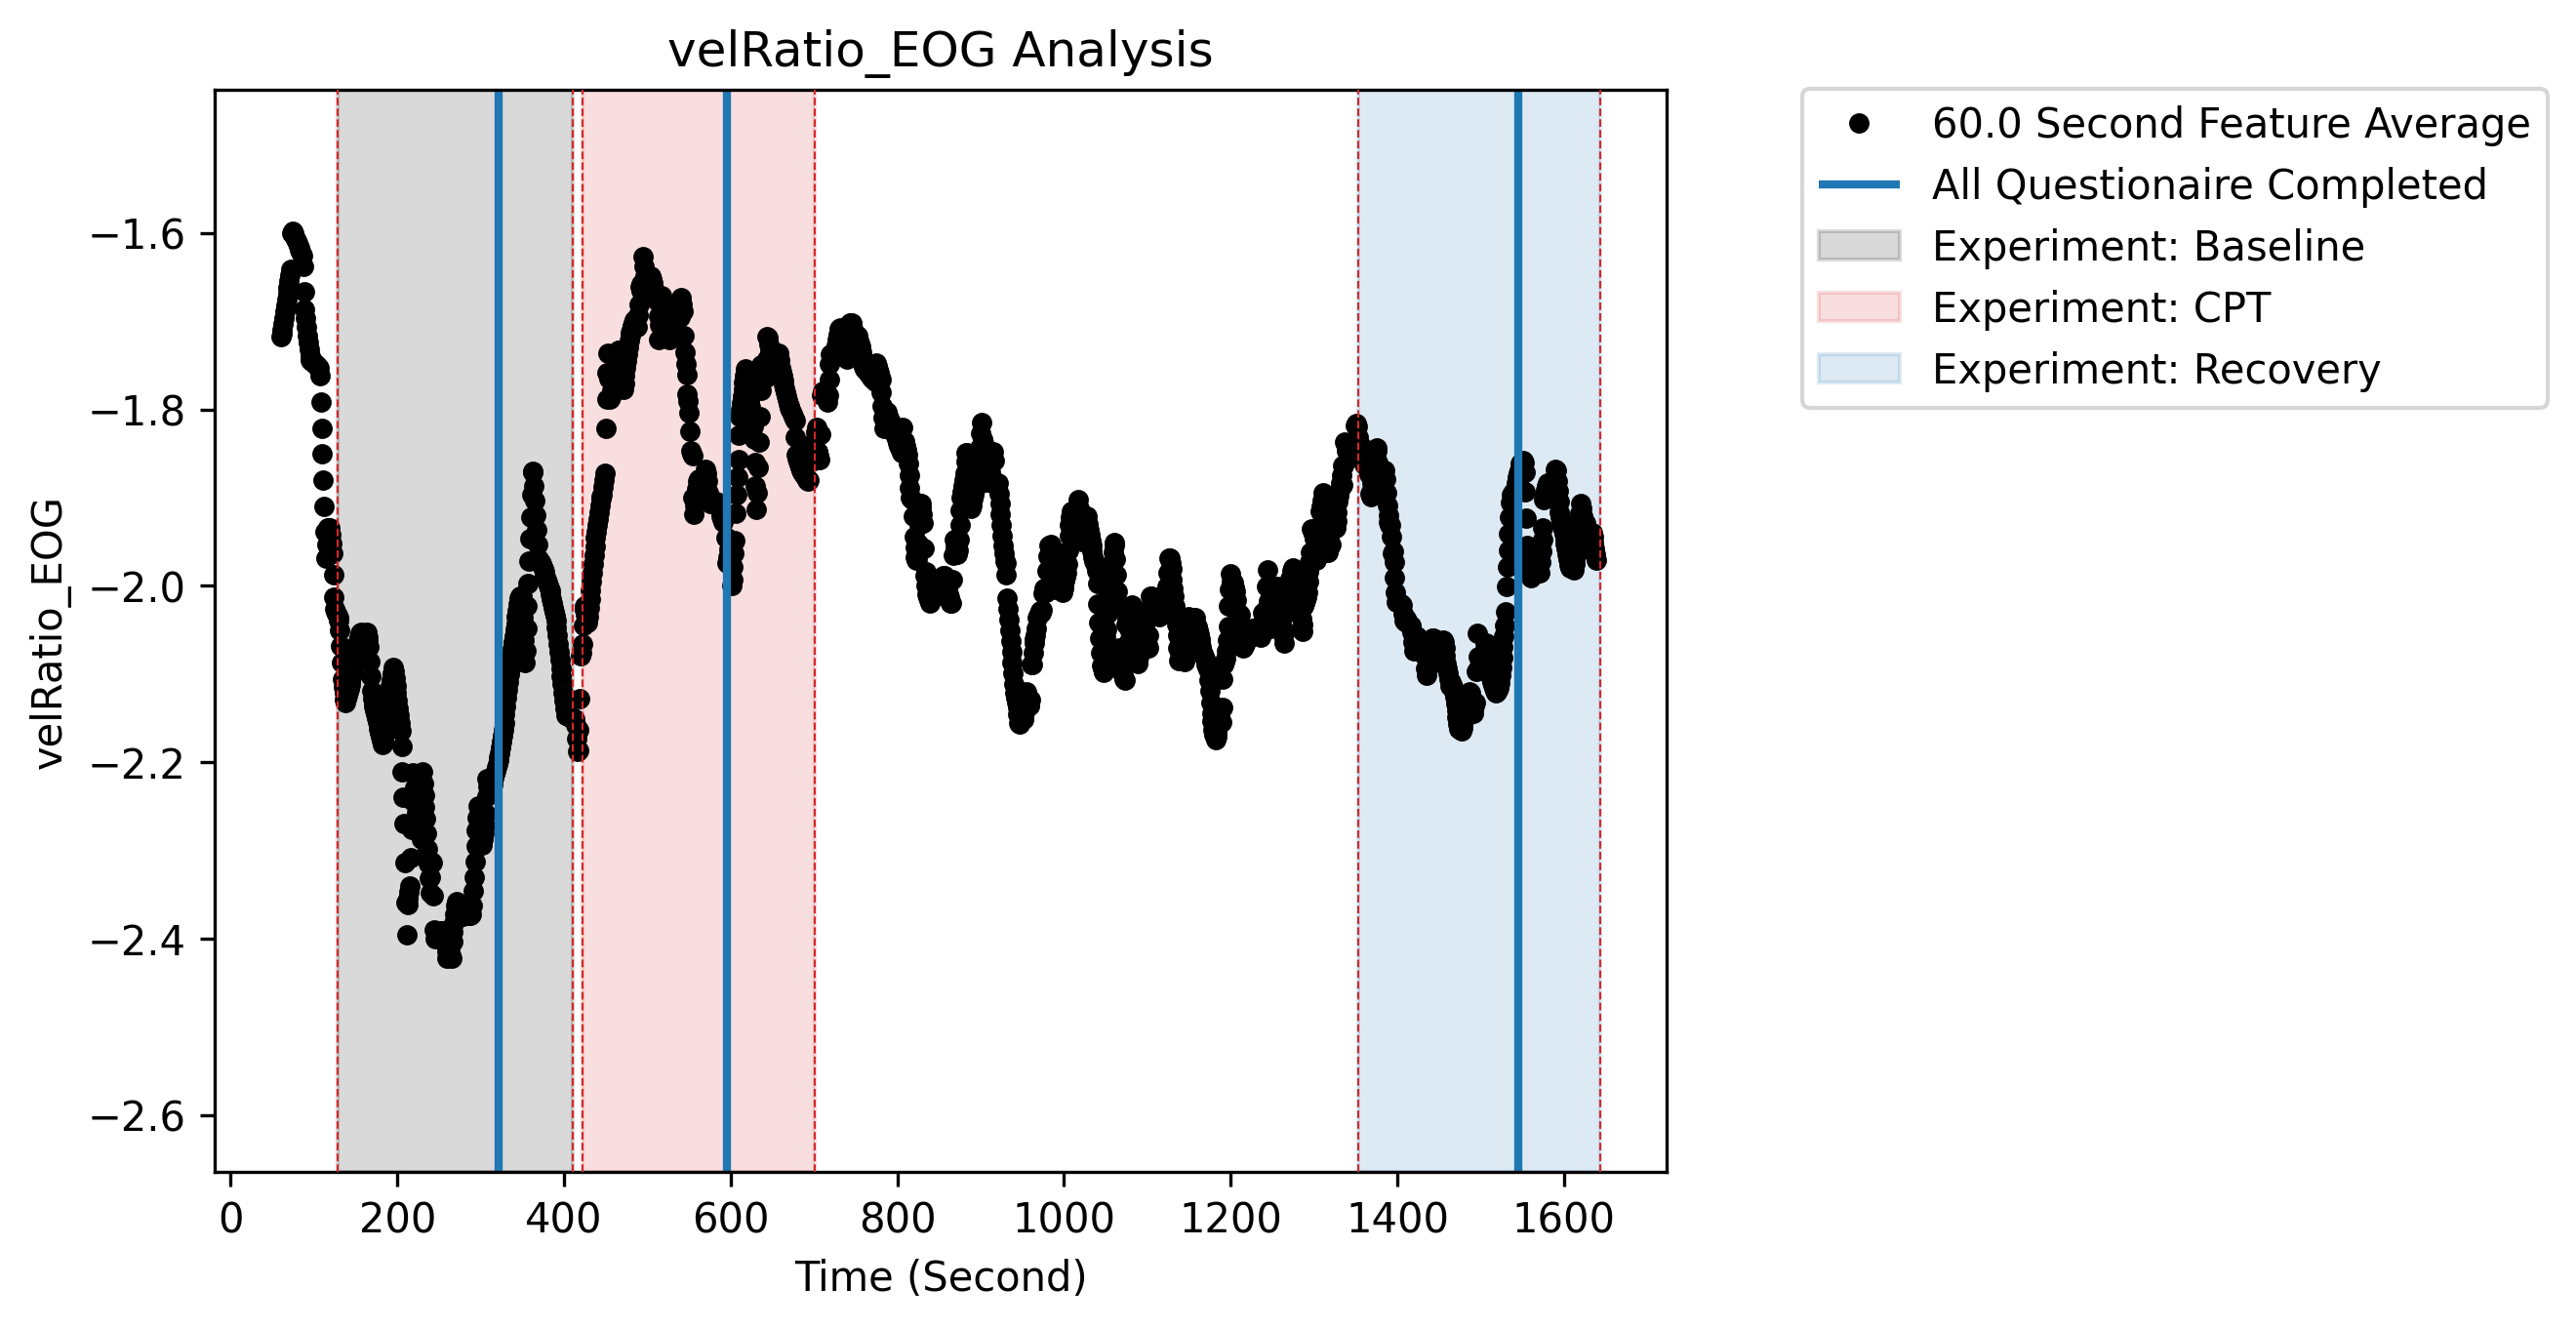 velRatio_EOG Analysis
velRatio_EOG
−1.6
−1.8
−2.0
−2.2
−2.4
−2.6
0 200 400 600 800 1000 1200 1400 1600
Time (Second)
60.0 Second Feature Average
All Questionaire Completed
Experiment: Baseline
Experiment: CPT
Experiment: Recovery